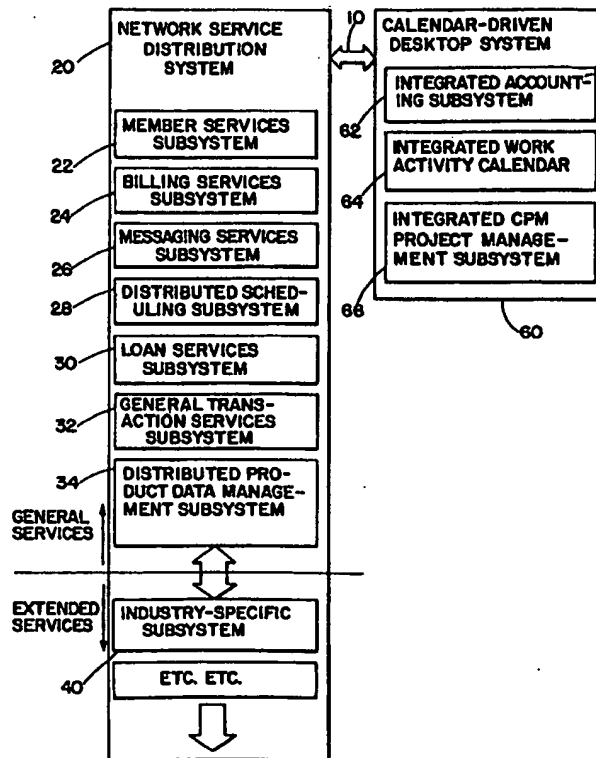 NETWORK SERVICE
DISTRIBUTION
SYSTEM
20
MEMBER SERVICES
SUBSYSTEM
22
BILLING SERVICES
SUBSYSTEM
24
MESSAGING SERVICES
SUBSYSTEM
26
DISTRIBUTED SCHED-
ULING SUBSYSTEM
28
LOAN SERVICES
SUBSYSTEM
30
GENERAL TRANS-
ACTION SERVICES
SUBSYSTEM
32
DISTRIBUTED PRO-
DUCT DATA MANAGE-
MENT SUBSYSTEM
34
GENERAL
SERVICES
EXTENDED
SERVICES
INDUSTRY-SPECIFIC
SUBSYSTEM
40
ETC. ETC.
10
CALENDAR-DRIVEN
DESKTOP SYSTEM
INTEGRATED ACCOUNT-
ING SUBSYSTEM
62
INTEGRATED WORK
ACTIVITY CALENDAR
64
INTEGRATED CPM
PROJECT MANAGE-
MENT SUBSYSTEM
66
60